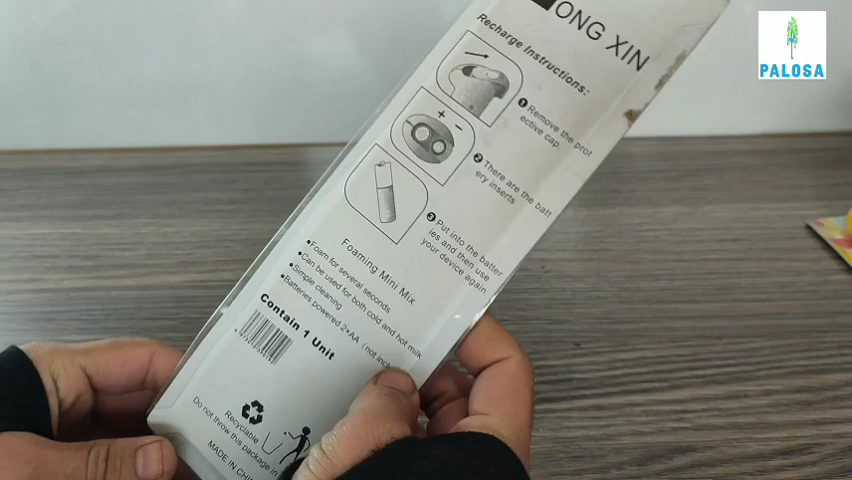 ONG XIN
Recharge Instructions:
❶ Remove the prot
ective cap.
+ −
❷ There are the batt
ery inserts
❸ Put into the batter
ies and then use
your device again
Foaming Mini Mix
•Foam for several seconds
•Can be used for both cold and hot milk
•Simple cleaning
•Batteries powered 2×AA (not incl
Contain 1 Unit
Recyclable
Do not throw this package in
MADE IN CHI
PALOSA